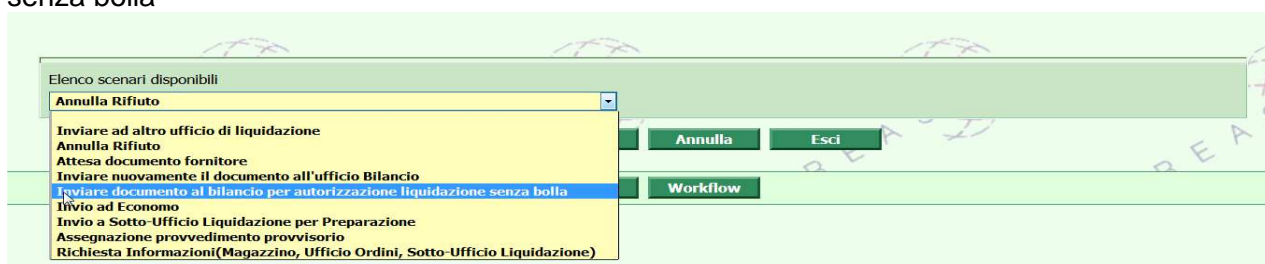 senza bolla
Elenco scenari disponibili
Annulla Rifiuto
Inviare ad altro ufficio di liquidazione
Annulla Rifiuto
Attesa documento fornitore
Inviare nuovamente il documento all'ufficio Bilancio
Inviare documento al bilancio per autorizzazione liquidazione senza bolla
Invio ad Economo
Invio a Sotto-Ufficio Liquidazione per Preparazione
Assegnazione provvedimento provvisorio
Richiesta Informazioni(Magazzino, Ufficio Ordini, Sotto-Ufficio Liquidazione)
Annulla Esci
Workflow